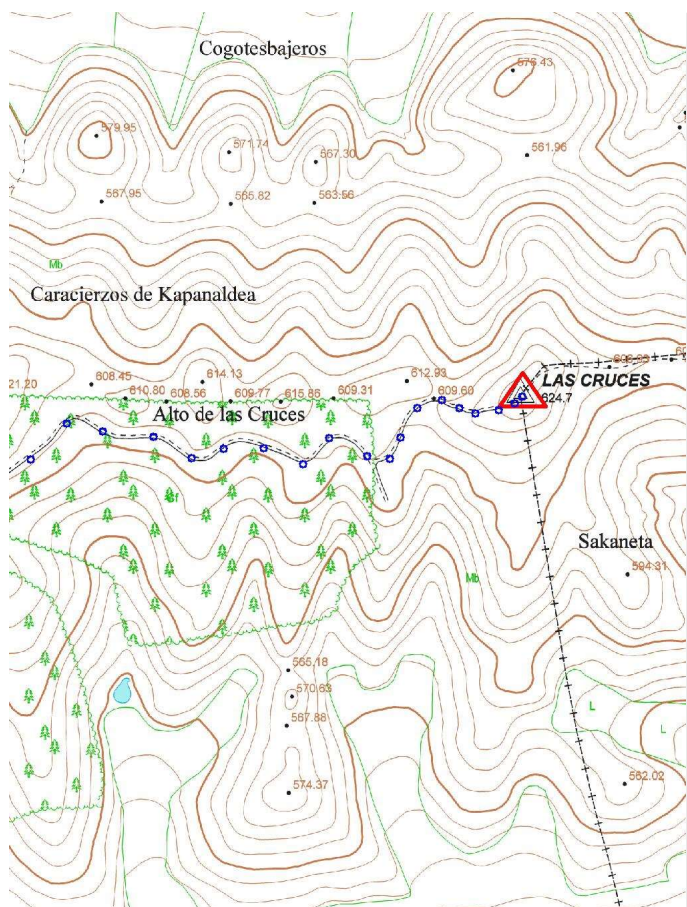 Cogotesbajeros
578.43
579.95
571.74
567.30
561.96
567.95
565.82
563.56
Mb
Caracierzos de Kapanaldea
608.45
614.13
612.93
LAS CRUCES
624.7
21.20
610.80
608.56
609.77
615.86
609.31
609.60
Alto de las Cruces
Sakaneta
594.31
Mb
565.18
570.63
567.88
L
L
574.37
562.02